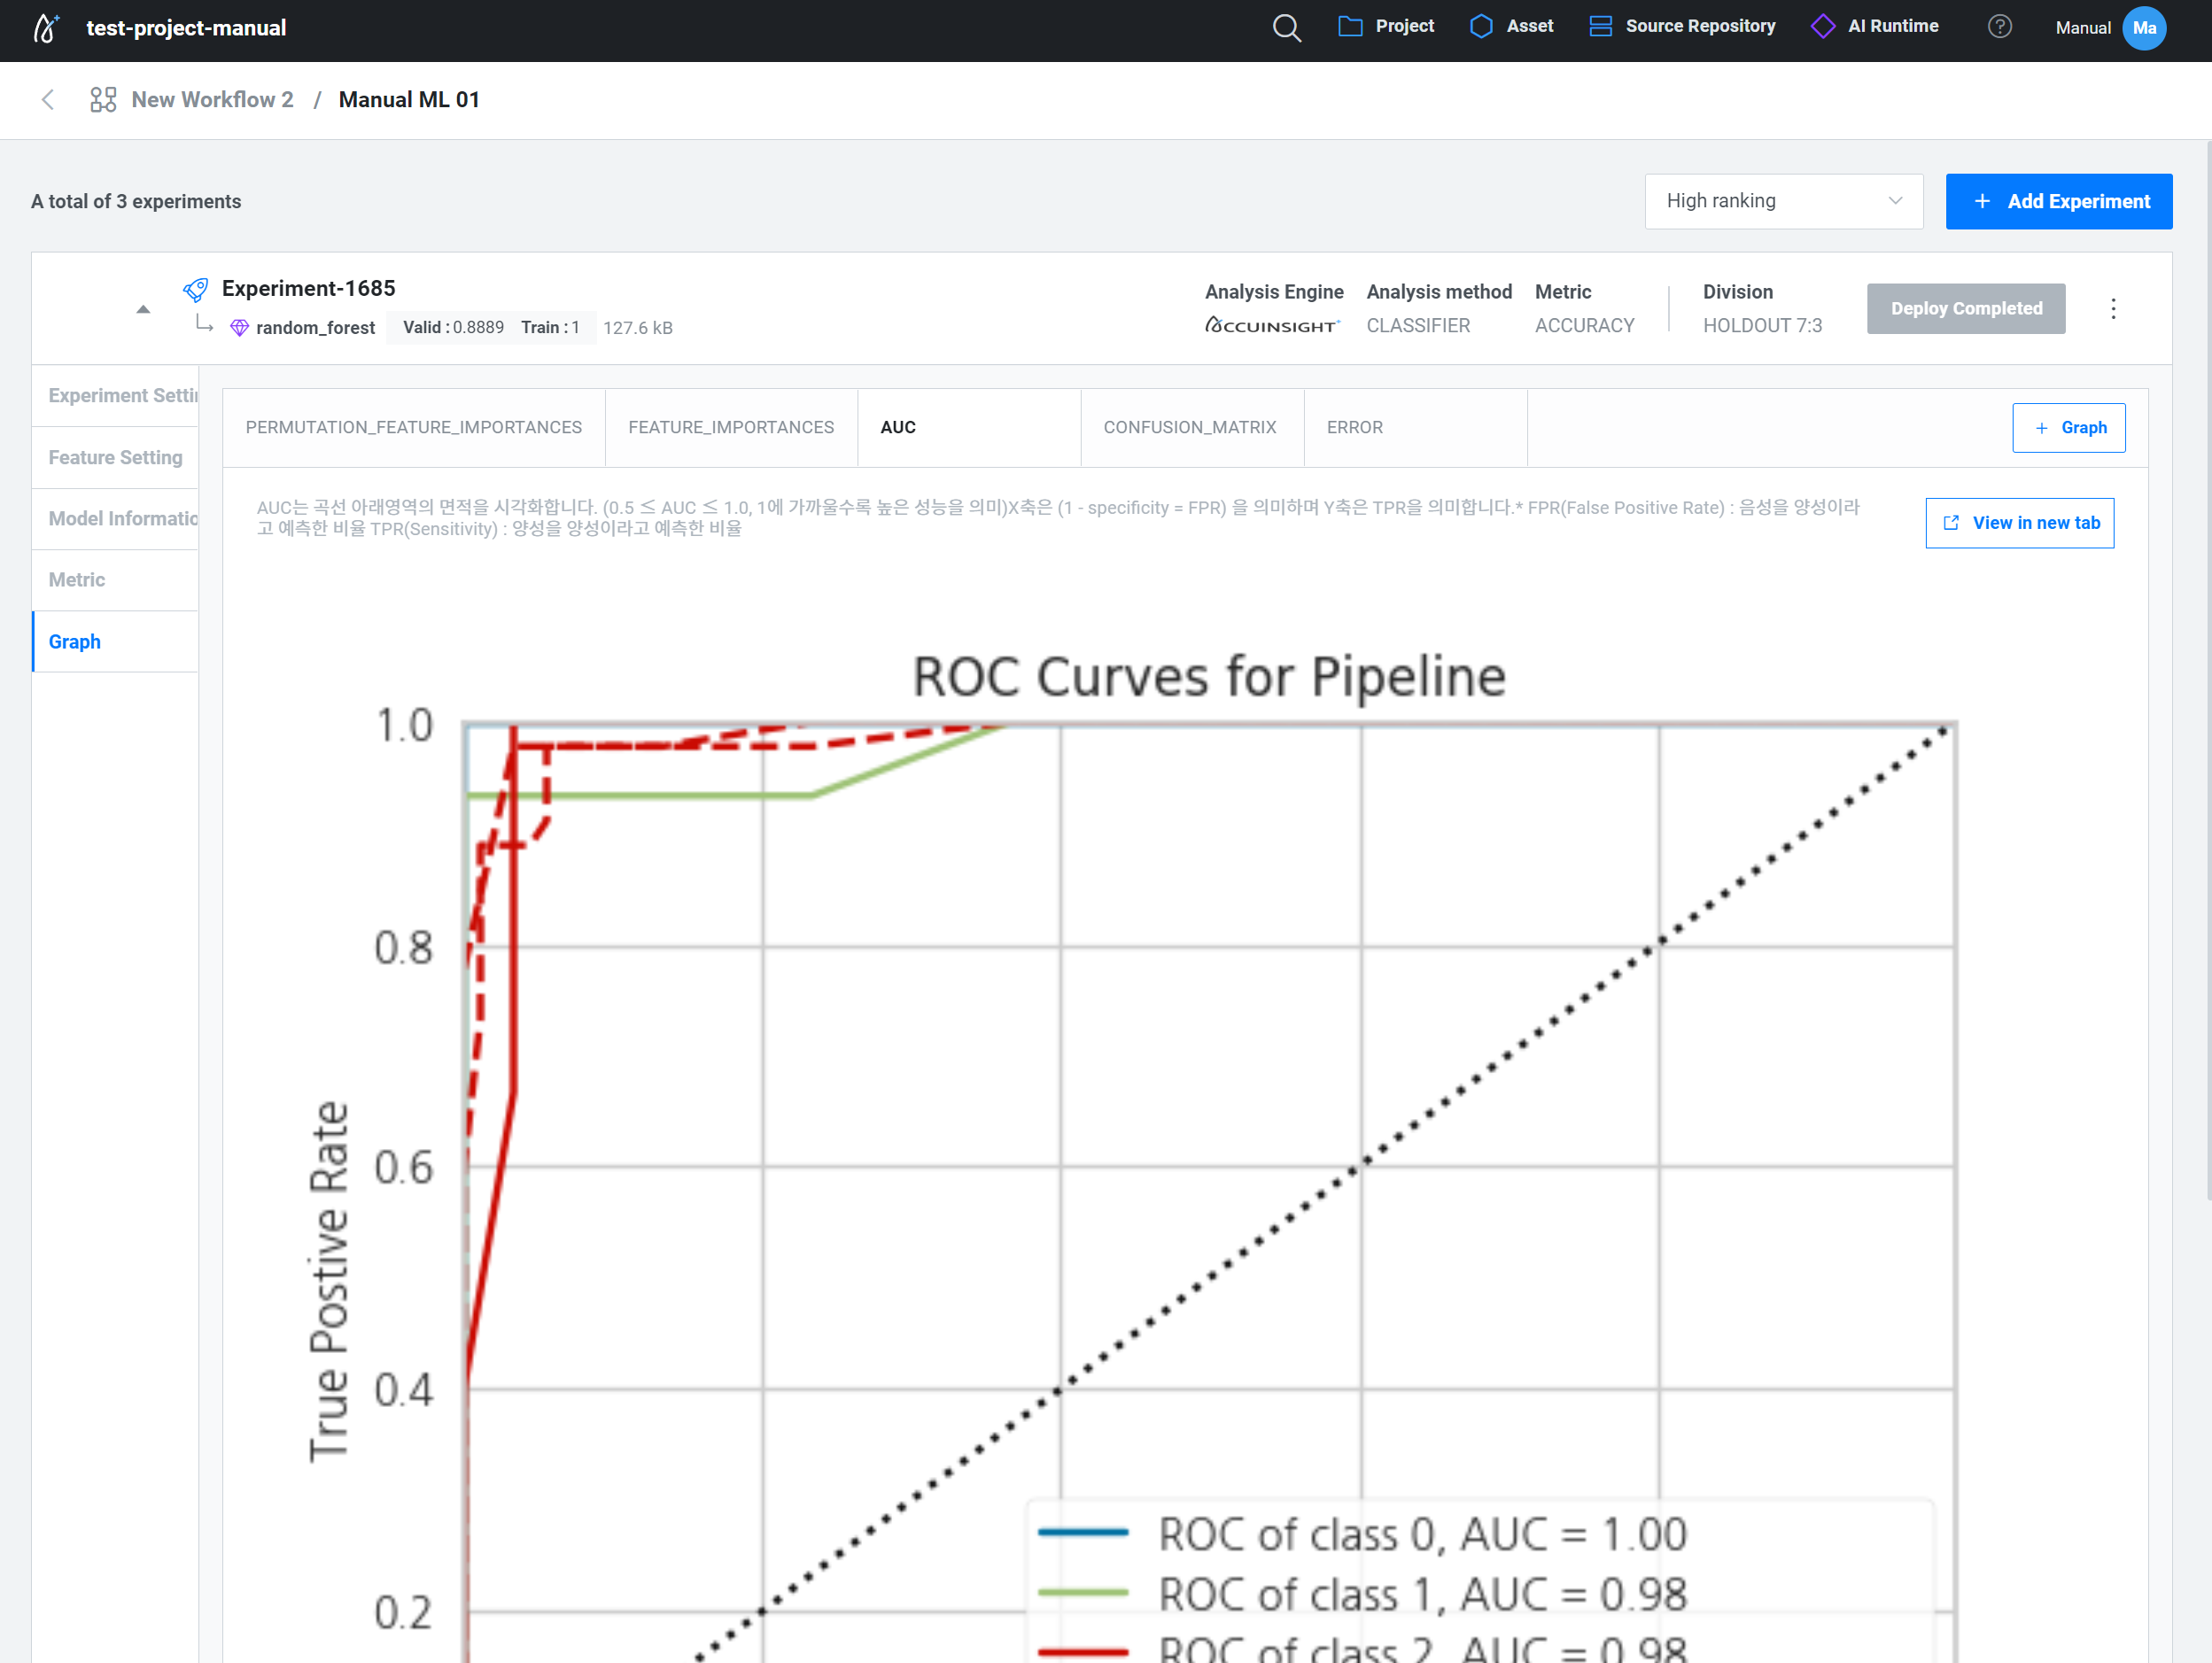 test-project-manual
Project
Asset
Source Repository
AI Runtime
?
Manual
Ma
New Workflow 2 / Manual ML 01
A total of 3 experiments
High ranking
+ Add Experiment
Experiment-1685
random_forest Valid : 0.8889 Train : 1 127.6 kB
Analysis Engine
ACCUINSIGHT+
Analysis method
CLASSIFIER
Metric
ACCURACY
Division
HOLDOUT 7:3
Deploy Completed
Experiment Settin
Feature Setting
Model Informatio
Metric
Graph
PERMUTATION_FEATURE_IMPORTANCES
FEATURE_IMPORTANCES
AUC
CONFUSION_MATRIX
ERROR
+ Graph
AUC는 곡선 아래영역의 면적을 시각화합니다. (0.5 ≤ AUC ≤ 1.0, 1에 가까울수록 높은 성능을 의미)X축은 (1 - specificity = FPR) 을 의미하며 Y축은 TPR을 의미합니다.* FPR(False Positive Rate) : 음성을 양성이라
고 예측한 비율 TPR(Sensitivity) : 양성을 양성이라고 예측한 비율
View in new tab
ROC Curves for Pipeline
1.0
0.8
0.6
0.4
0.2
True Postive Rate
ROC of class 0, AUC = 1.00
ROC of class 1, AUC = 0.98
ROC of class 2, AUC = 0.98